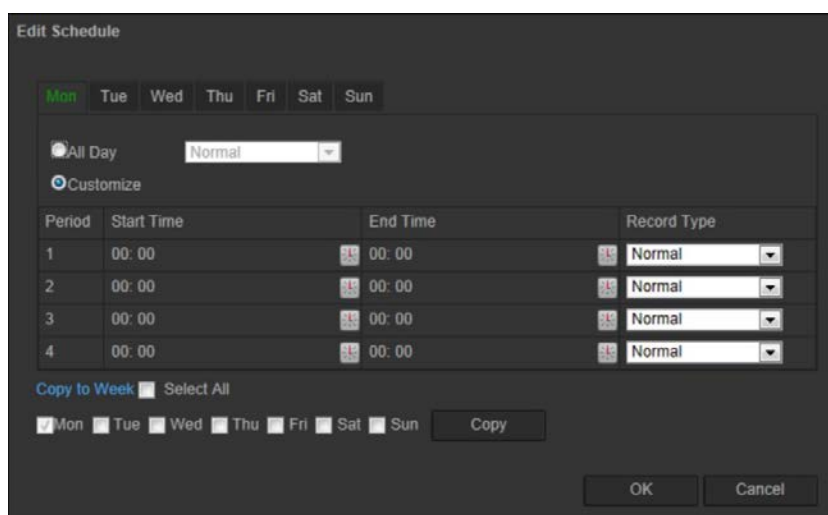 Edit Schedule
Mon Tue Wed Thu Fri Sat Sun
All Day Normal
Customize
Period Start Time End Time Record Type
1 00: 00 00: 00 Normal
2 00: 00 00: 00 Normal
3 00: 00 00: 00 Normal
4 00: 00 00: 00 Normal
Copy to Week Select All
Mon Tue Wed Thu Fri Sat Sun Copy
OK Cancel